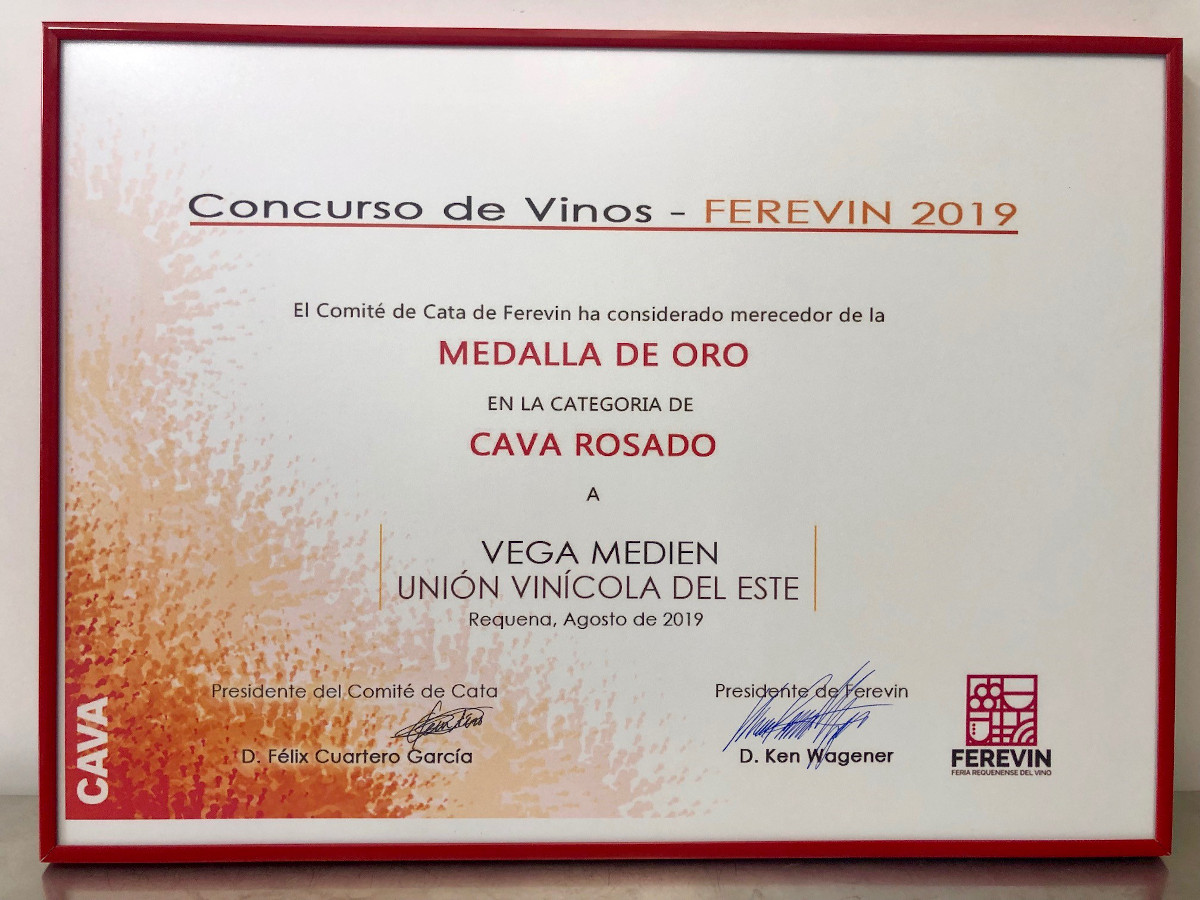 Concurso de Vinos - FEREVIN 2019
El Comité de Cata de Ferevin ha considerado merecedor de la
MEDALLA DE ORO
EN LA CATEGORIA DE
CAVA ROSADO
A
VEGA MEDIEN
UNIÓN VINÍCOLA DEL ESTE
Requena, Agosto de 2019
Presidente del Comité de Cata
D. Félix Cuartero García
Presidente de Ferevin
D. Ken Wagener
CAVA
FEREVIN
FERIA REQUENENSE DEL VINO